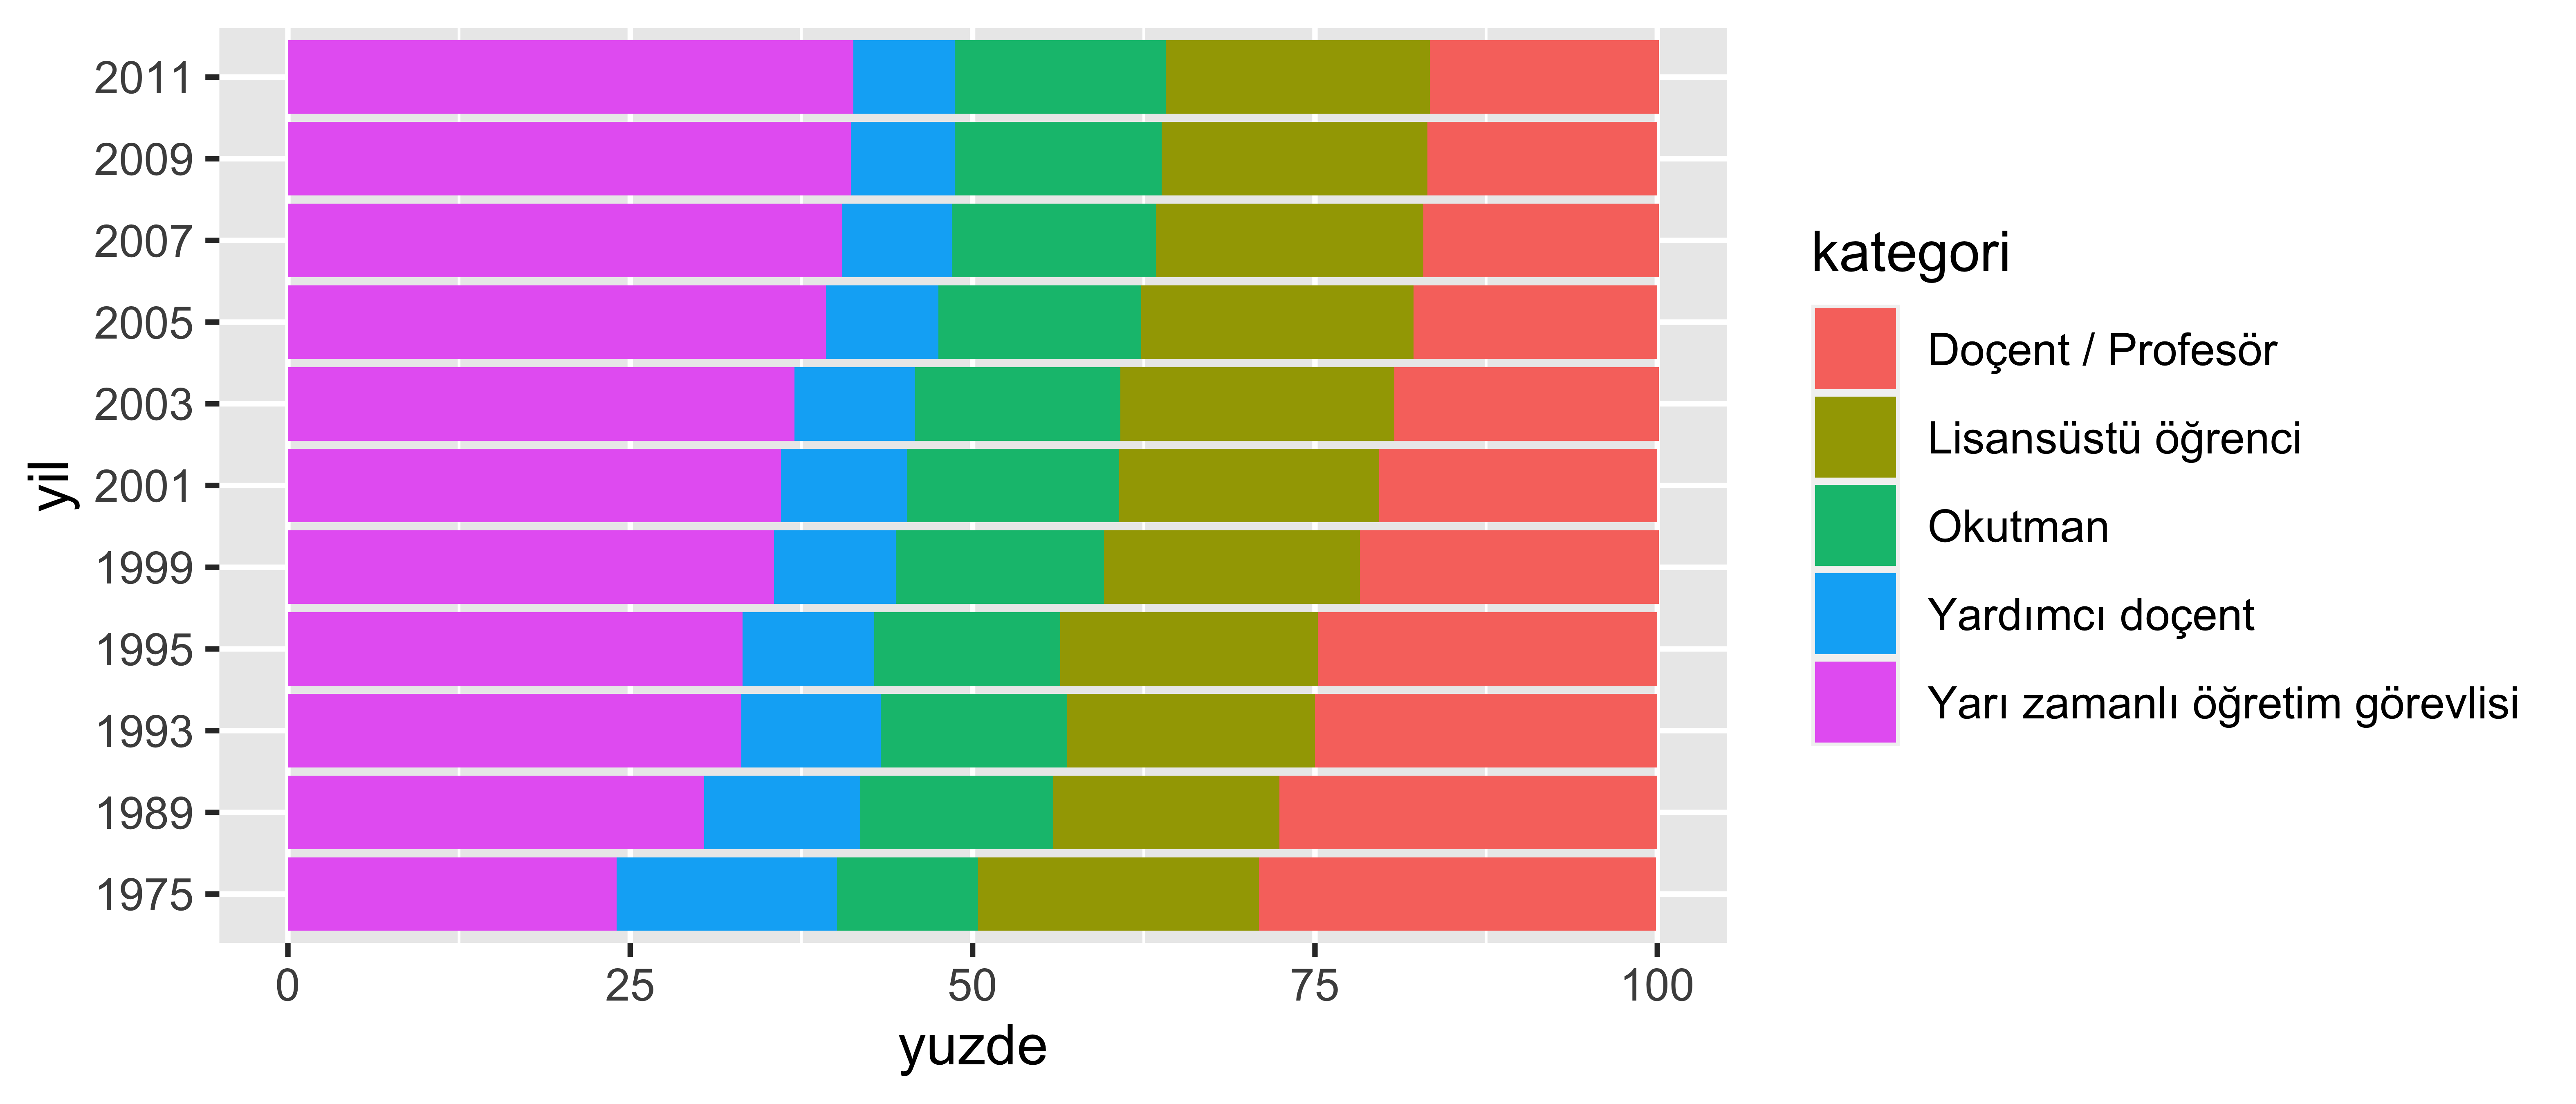 2011
2009
2007
2005
2003
2001
1999
1995
1993
1989
1975
yil
0 25 50 75 100
yuzde
kategori
Doçent / Profesör
Lisansüstü öğrenci
Okutman
Yardımcı doçent
Yarı zamanlı öğretim görevlisi